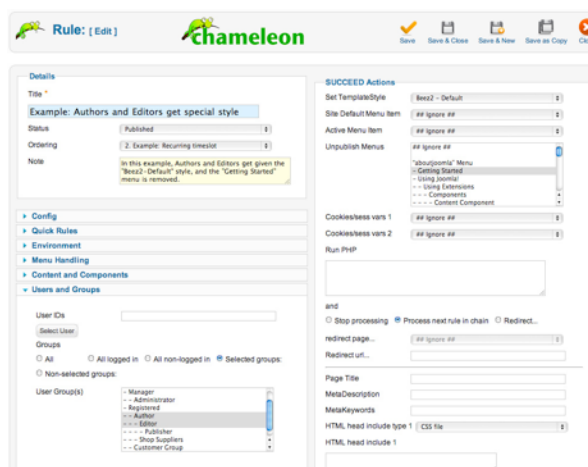 Rule: [ Edit ]
chameleon
Save
Save & Close
Save & New
Save as Copy
Clo
Details
Title *
Example: Authors and Editors get special style
Status
Published
Ordering
2. Example: Recurring timeslot
Note
In this example, Authors and Editors get given the
"Beez2-Default" style, and the "Getting Started"
menu is removed.
Config
Quick Rules
Environment
Menu Handling
Content and Components
Users and Groups
User IDs
Select User
Groups
All
All logged in
All non-logged in
Selected groups:
Non-selected groups:
User Group(s)
- Manager
- - Administrator
- Registered
- - Author
- - - Editor
- - - - Publisher
- - - Shop Suppliers
- - Customer Group
SUCCEED Actions
Set TemplateStyle
Beez2 - Default
Site Default Menu Item
## Ignore ##
Active Menu Item
## Ignore ##
Unpublish Menus
## Ignore ##
"aboutjoomla" Menu
- Getting Started
- Using Joomla!
- - Using Extensions
- - - Components
- - - - Content Component
Cookies/sess vars 1
## Ignore ##
Cookies/sess vars 2
## Ignore ##
Run PHP
and
Stop processing
Process next rule in chain
Redirect...
redirect page...
## Ignore ##
Redirect url...
Page Title
MetaDescription
MetaKeywords
HTML head include type 1
CSS file
HTML head include 1